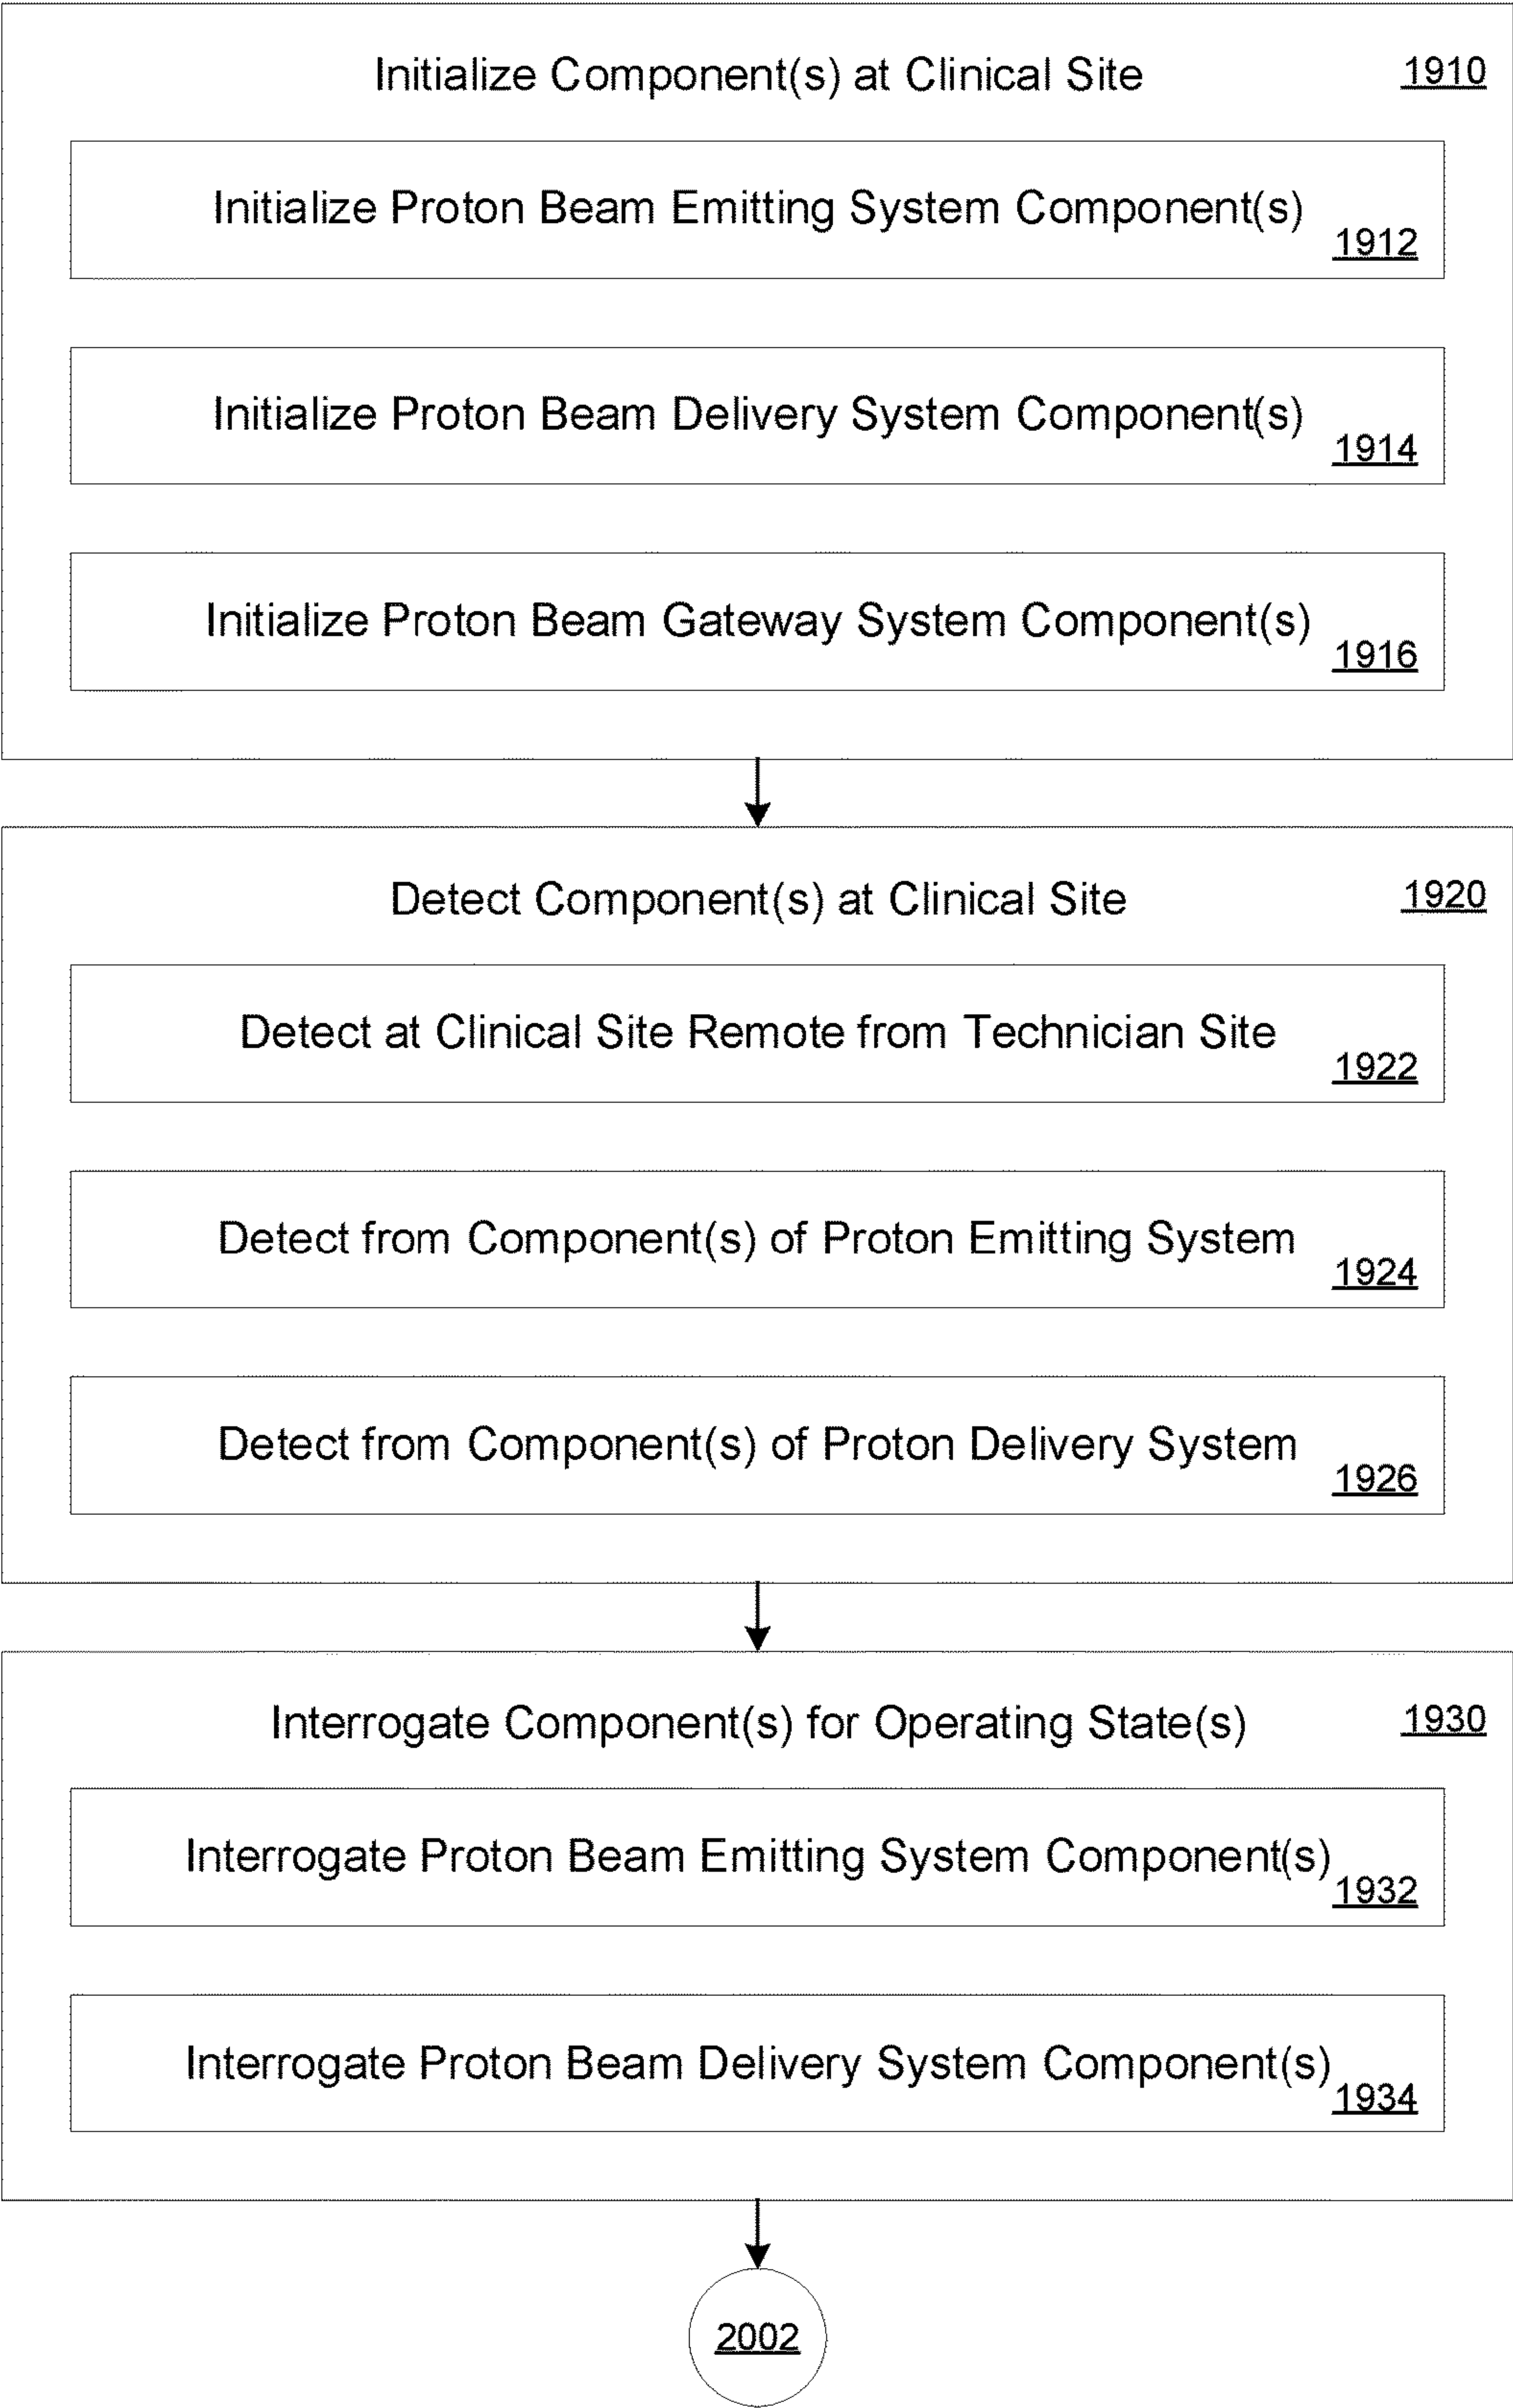 Initialize Component(s) at Clinical Site 1910
Initialize Proton Beam Emitting System Component(s)
1912
Initialize Proton Beam Delivery System Component(s)
1914
Initialize Proton Beam Gateway System Component(s)
1916
Detect Component(s) at Clinical Site 1920
Detect at Clinical Site Remote from Technician Site
1922
Detect from Component(s) of Proton Emitting System
1924
Detect from Component(s) of Proton Delivery System
1926
Interrogate Component(s) for Operating State(s) 1930
Interrogate Proton Beam Emitting System Component(s)
1932
Interrogate Proton Beam Delivery System Component(s)
1934
2002